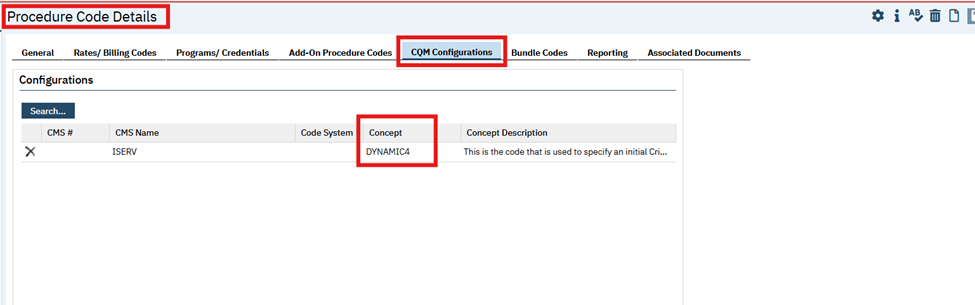 Procedure Code Details
General Rates/ Billing Codes Programs/ Credentials Add-On Procedure Codes CQM Configurations Bundle Codes Reporting Associated Documents
Configurations
Search...
CMS # CMS Name Code System Concept Concept Description
ISERV DYNAMIC4 This is the code that is used to specify an initial Cri...